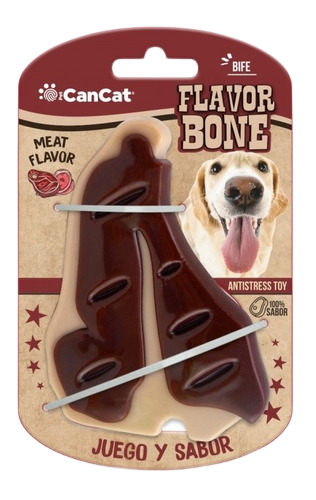 CanCat®
BIFE
FLAVOR
BONE
MEAT
FLAVOR
ANTISTRESS TOY
100%
SABOR
JUEGO Y SABOR